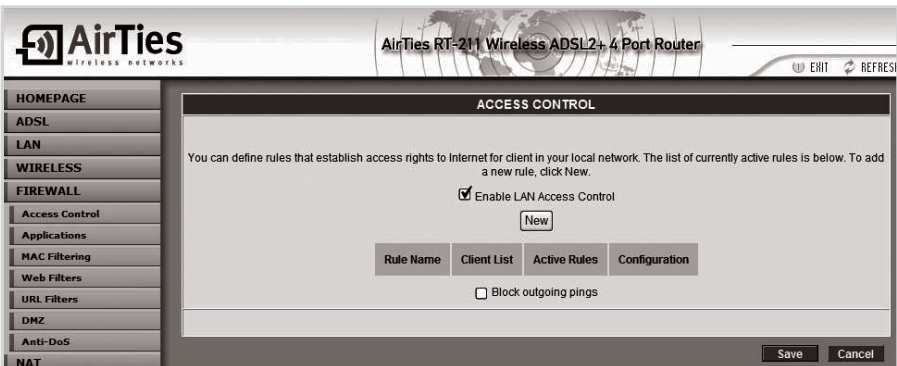 AirTies
wireless networks
AirTies RT-211 Wireless ADSL2+ 4 Port Router
EXIT REFRESH
HOMEPAGE
ADSL
LAN
WIRELESS
FIREWALL
Access Control
Applications
MAC Filtering
Web Filters
URL Filters
DMZ
Anti-DoS
NAT
ACCESS CONTROL
You can define rules that establish access rights to Internet for client in your local network. The list of currently active rules is below. To add
a new rule, click New.
Enable LAN Access Control
New
Rule Name Client List Active Rules Configuration
Block outgoing pings
Save Cancel